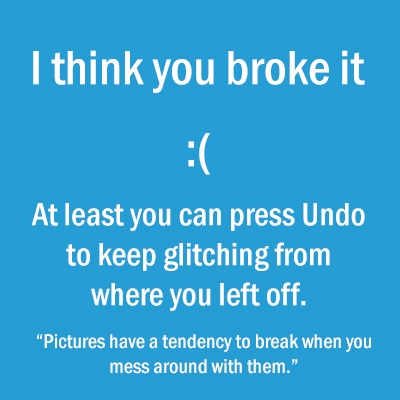 I think you broke it
:(
At least you can press Undo
to keep glitching from
where you left off.
“Pictures have a tendency to break when you
mess around with them.”